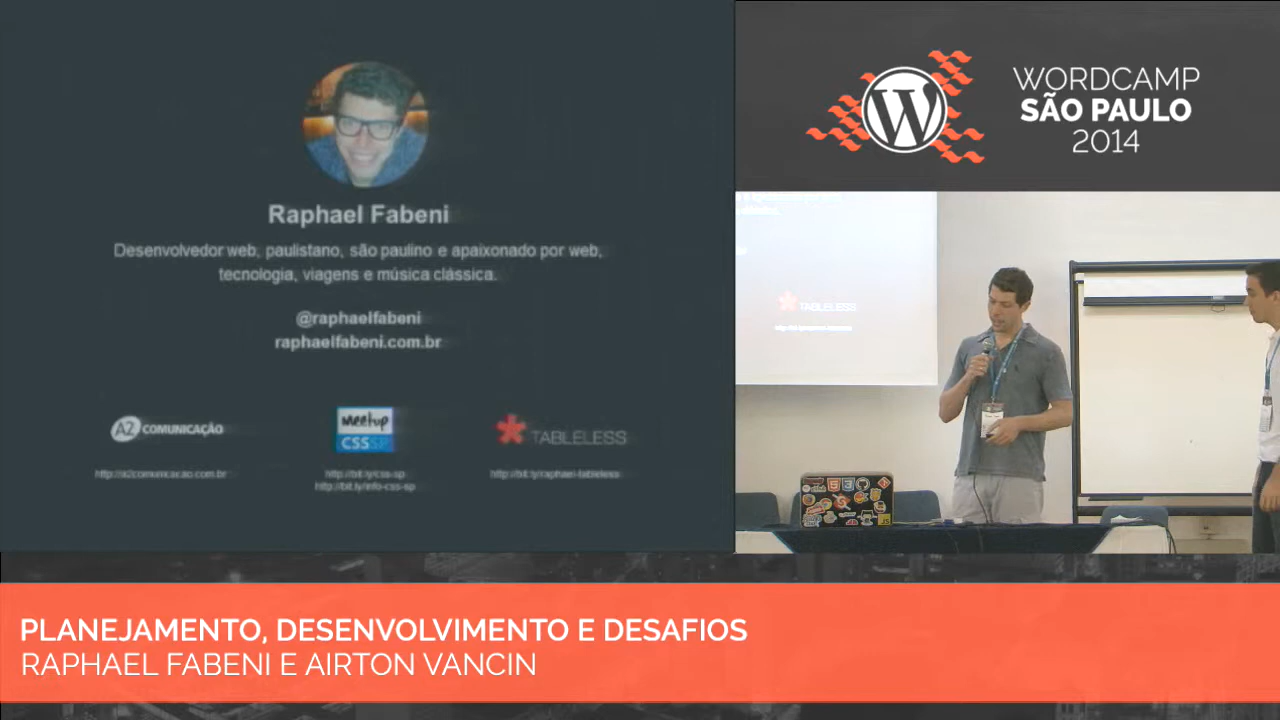 Raphael Fabeni
Desenvolvedor web, paulistano, são paulino e apaixonado por web,
tecnologia, viagens e música clássica.
@raphaelfabeni
raphaelfabeni.com.br
A2 COMUNICAÇÃO
meetup
CSS SP
TABLELESS
http://a2comunicacao.com.br
http://bit.ly/css-sp
http://bit.ly/info-css-sp
http://bit.ly/raphael-tableless
WORDCAMP
SÃO PAULO
2014
TABLELESS
PLANEJAMENTO, DESENVOLVIMENTO E DESAFIOS
RAPHAEL FABENI E AIRTON VANCIN